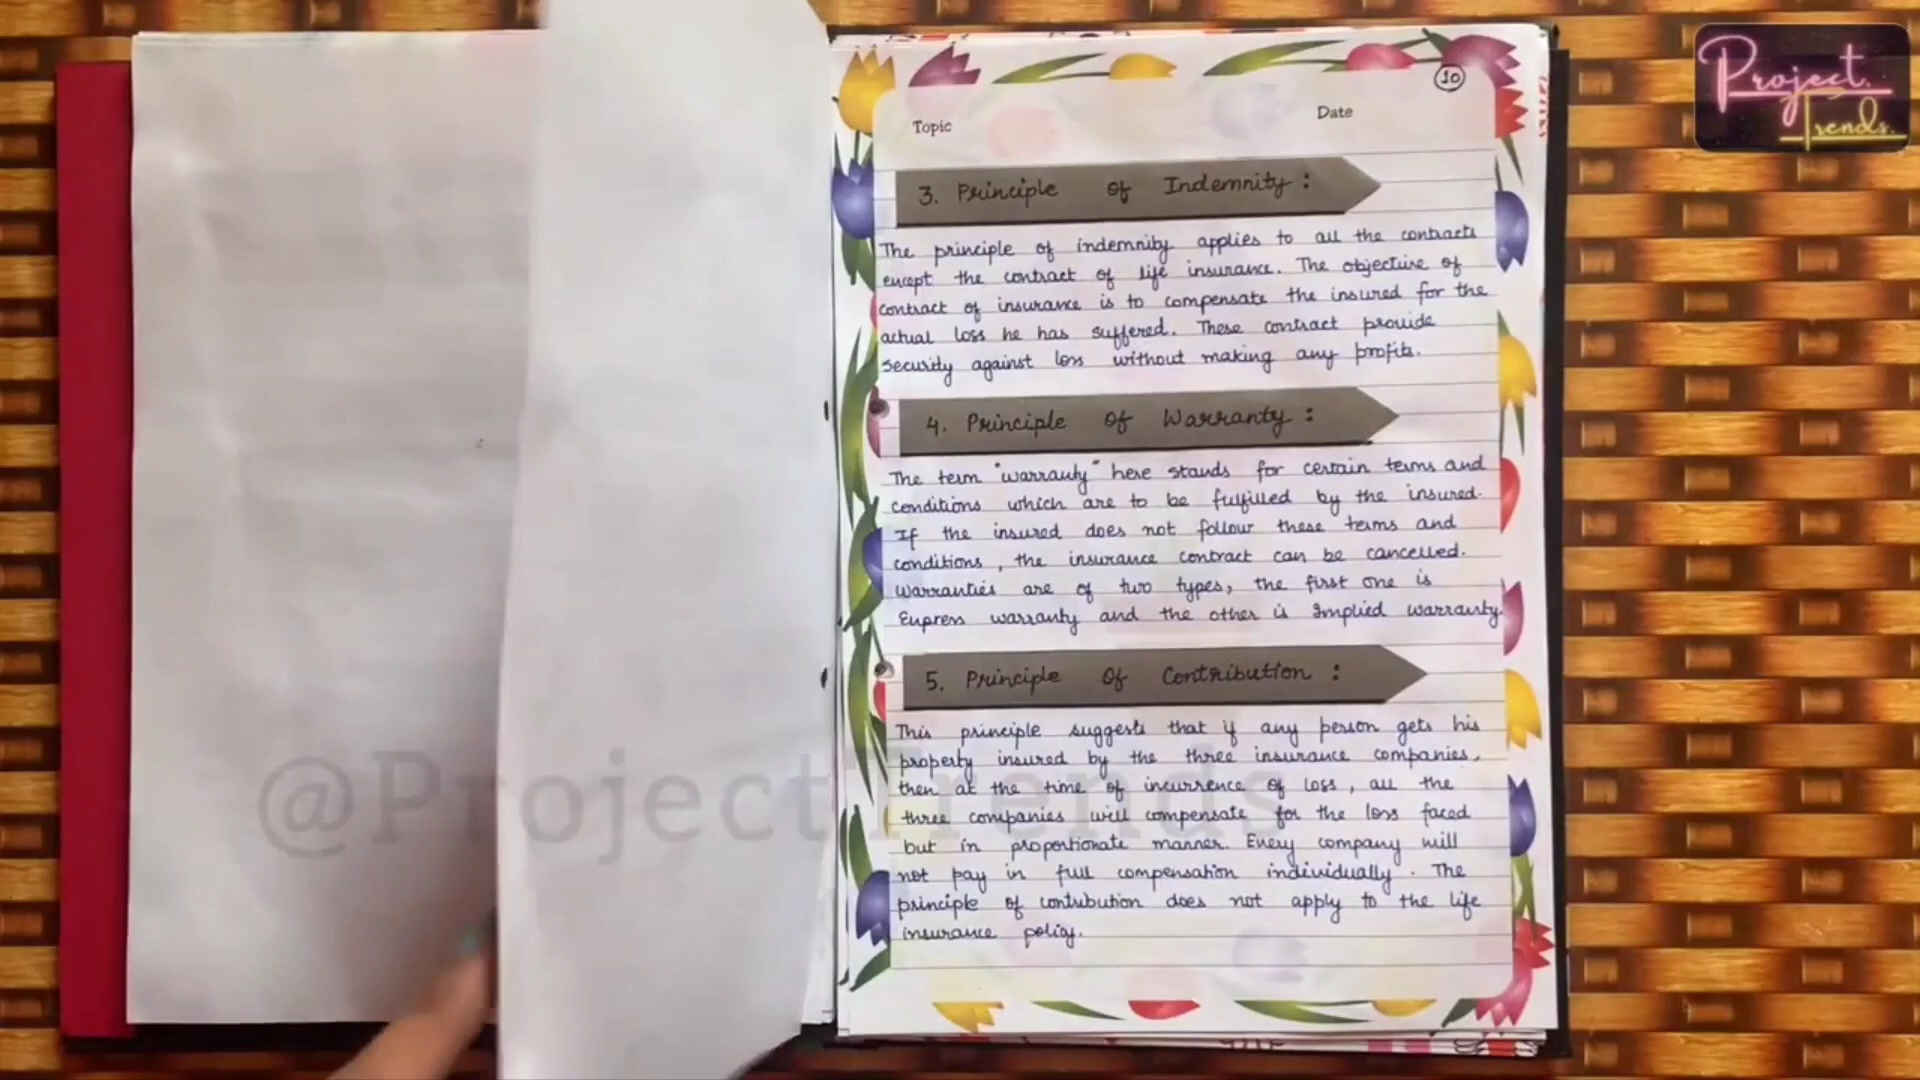 Project.
Trends.
10
Topic
Date
3. Principle of Indemnity :
The principle of indemnity applies to all the contracts
except the contract of life insurance. The objective of
contract of insurance is to compensate the insured for the
actual loss he has suffered. These contract provide
security against loss without making any profits.
4. Principle of Warranty :
The term "warranty" here stands for certain terms and
conditions which are to be fulfilled by the insured.
If the insured does not follow these terms and
conditions, the insurance contract can be cancelled.
Warranties are of two types, the first one is
Express warranty and the other is Implied warranty.
5. Principle Of Contribution :
This principle suggests that if any person gets his
property insured by the three insurance companies,
then at the time of incurrence of loss, all the
three companies will compensate for the loss faced
but in proportionate manner. Every company will
not pay in full compensation individually. The
principle of contribution does not apply to the life
insurance policy.
@ProjectTrends